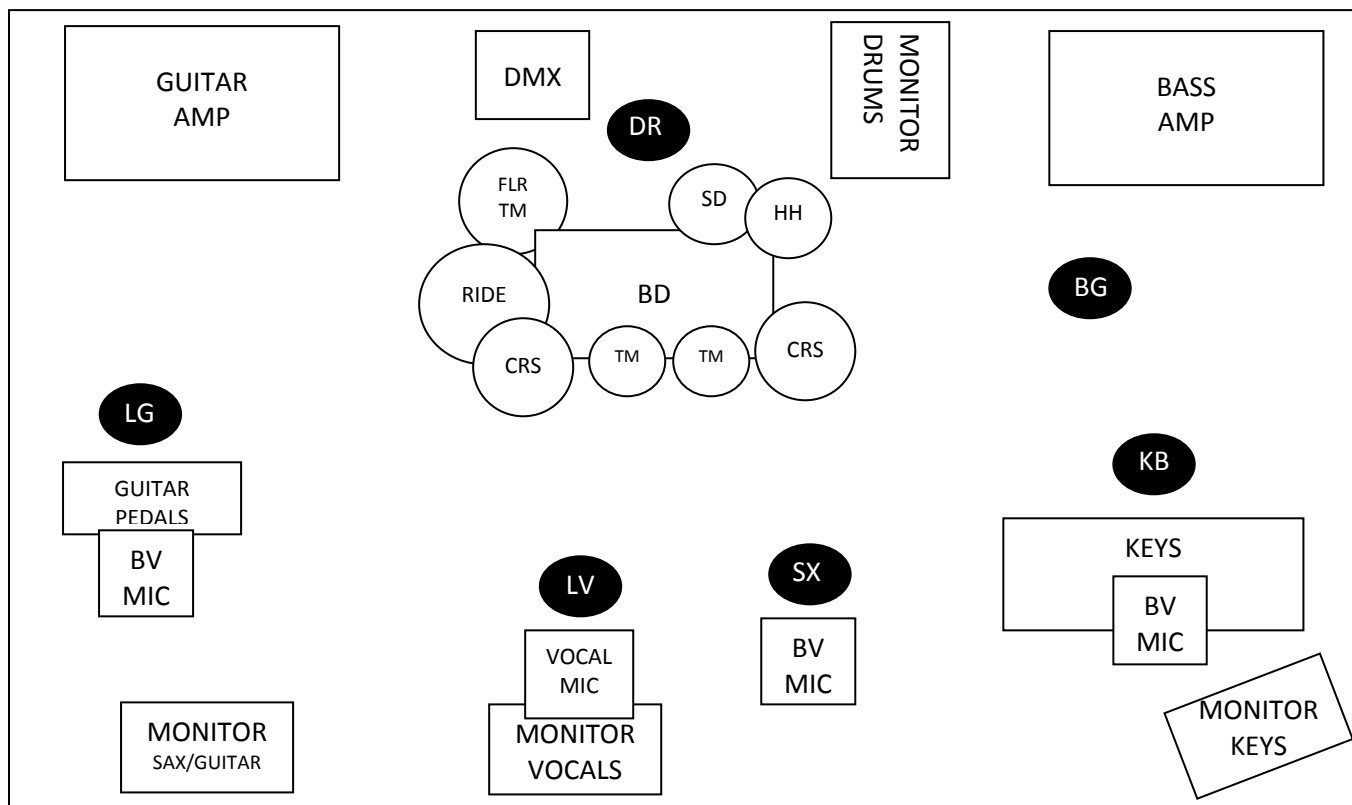 GUITAR
AMP
DMX
DR
MONITOR
DRUMS
BASS
AMP
FLR
TM
SD
HH
RIDE
BD
BG
CRS
TM
TM
CRS
LG
GUITAR
PEDALS
BV
MIC
KB
KEYS
BV
MIC
LV
SX
VOCAL
MIC
BV
MIC
MONITOR
SAX/GUITAR
MONITOR
VOCALS
MONITOR
KEYS